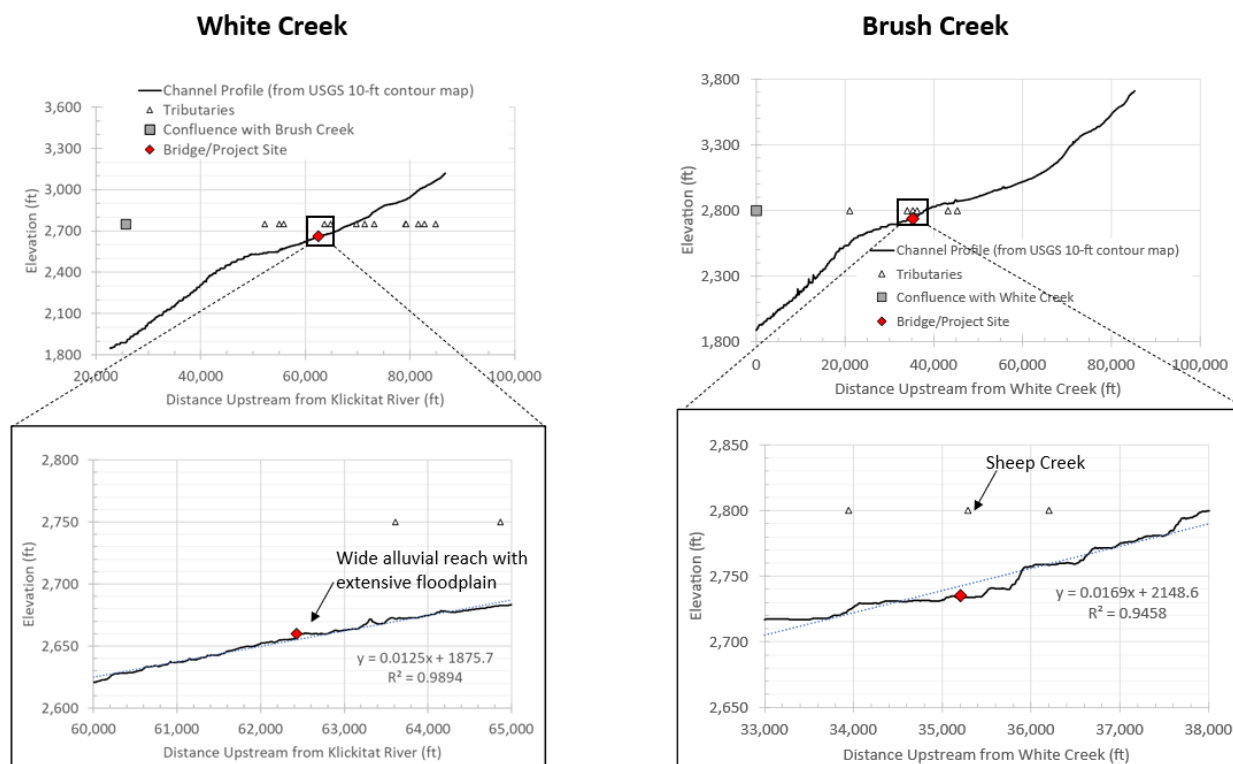 White Creek
3,600
3,300
3,000
2,700
2,400
2,100
1,800
Elevation (ft)
Channel Profile (from USGS 10-ft contour map)
Tributaries
Confluence with Brush Creek
Bridge/Project Site
20,000 40,000 60,000 80,000 100,000
Distance Upstream from Klickitat River (ft)
2,800
2,750
2,700
2,650
2,600
Elevation (ft)
Wide alluvial reach with
extensive floodplain
y = 0.0125x + 1875.7
R² = 0.9894
60,000 61,000 62,000 63,000 64,000 65,000
Distance Upstream from Klickitat River (ft)
Brush Creek
3,800
3,300
2,800
2,300
1,800
Elevation (ft)
Channel Profile (from USGS 10-ft contour map)
Tributaries
Confluence with White Creek
Bridge/Project Site
0 20,000 40,000 60,000 80,000 100,000
Distance Upstream from White Creek (ft)
2,850
2,800
2,750
2,700
2,650
Elevation (ft)
Sheep Creek
y = 0.0169x + 2148.6
R² = 0.9458
33,000 34,000 35,000 36,000 37,000 38,000
Distance Upstream from White Creek (ft)